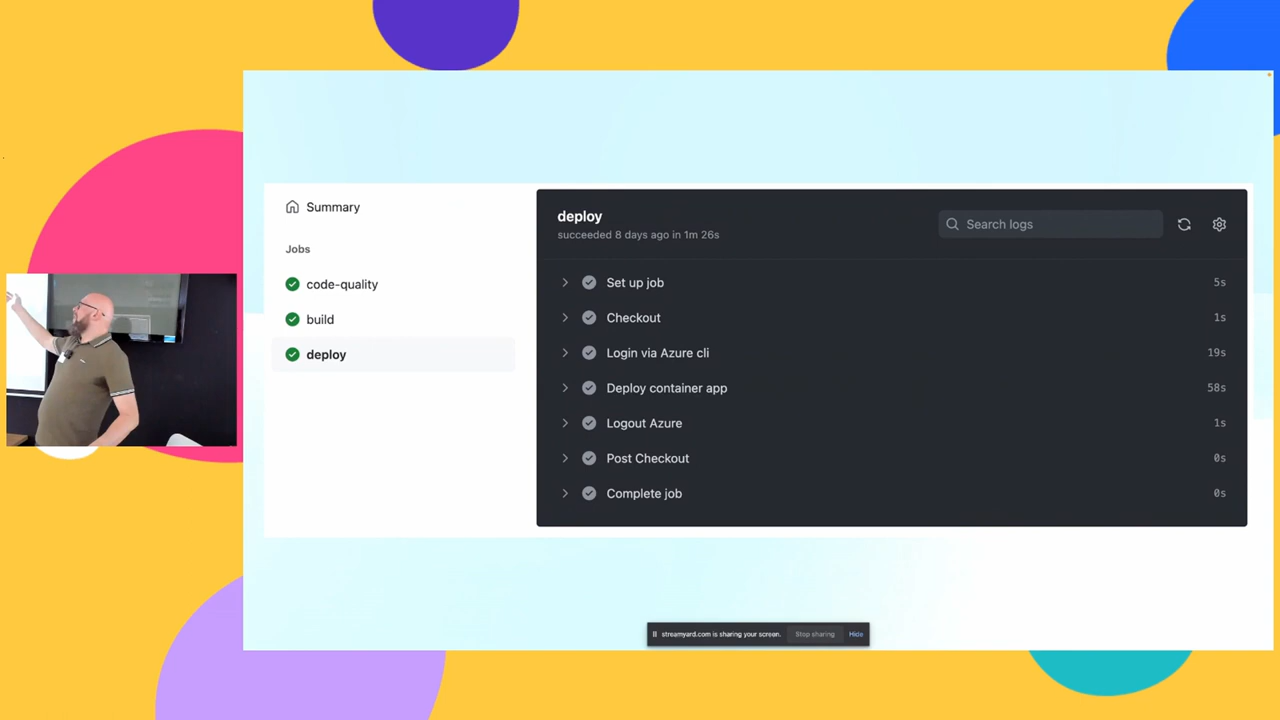 Summary
Jobs
code-quality
build
deploy
deploy
succeeded 8 days ago in 1m 26s
Search logs
Set up job 5s
Checkout 1s
Login via Azure cli 19s
Deploy container app 58s
Logout Azure 1s
Post Checkout 0s
Complete job 0s
streamyard.com is sharing your screen. Stop sharing Hide